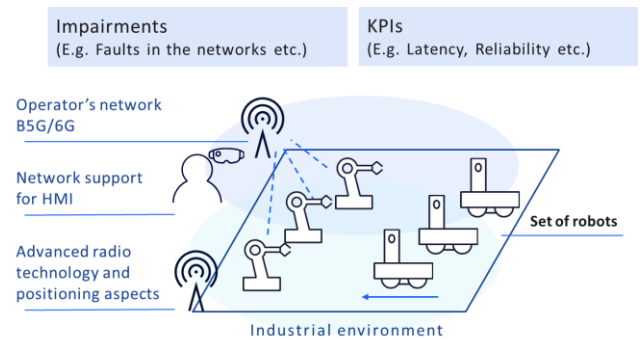 Impairments
(E.g. Faults in the networks etc.)
KPIs
(E.g. Latency, Reliability etc.)
Operator's network
B5G/6G
Network support
for HMI
Advanced radio
technology and
positioning aspects
Set of robots
Industrial environment